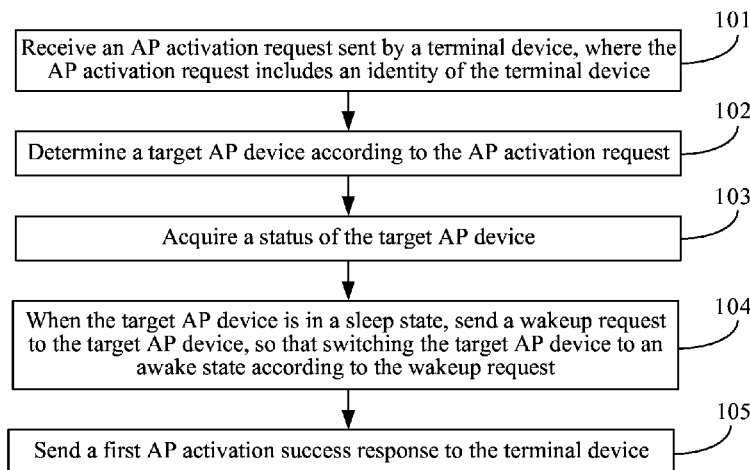 101
Receive an AP activation request sent by a terminal device, where the
AP activation request includes an identity of the terminal device
102
Determine a target AP device according to the AP activation request
103
Acquire a status of the target AP device
104
When the target AP device is in a sleep state, send a wakeup request
to the target AP device, so that switching the target AP device to an
awake state according to the wakeup request
105
Send a first AP activation success response to the terminal device